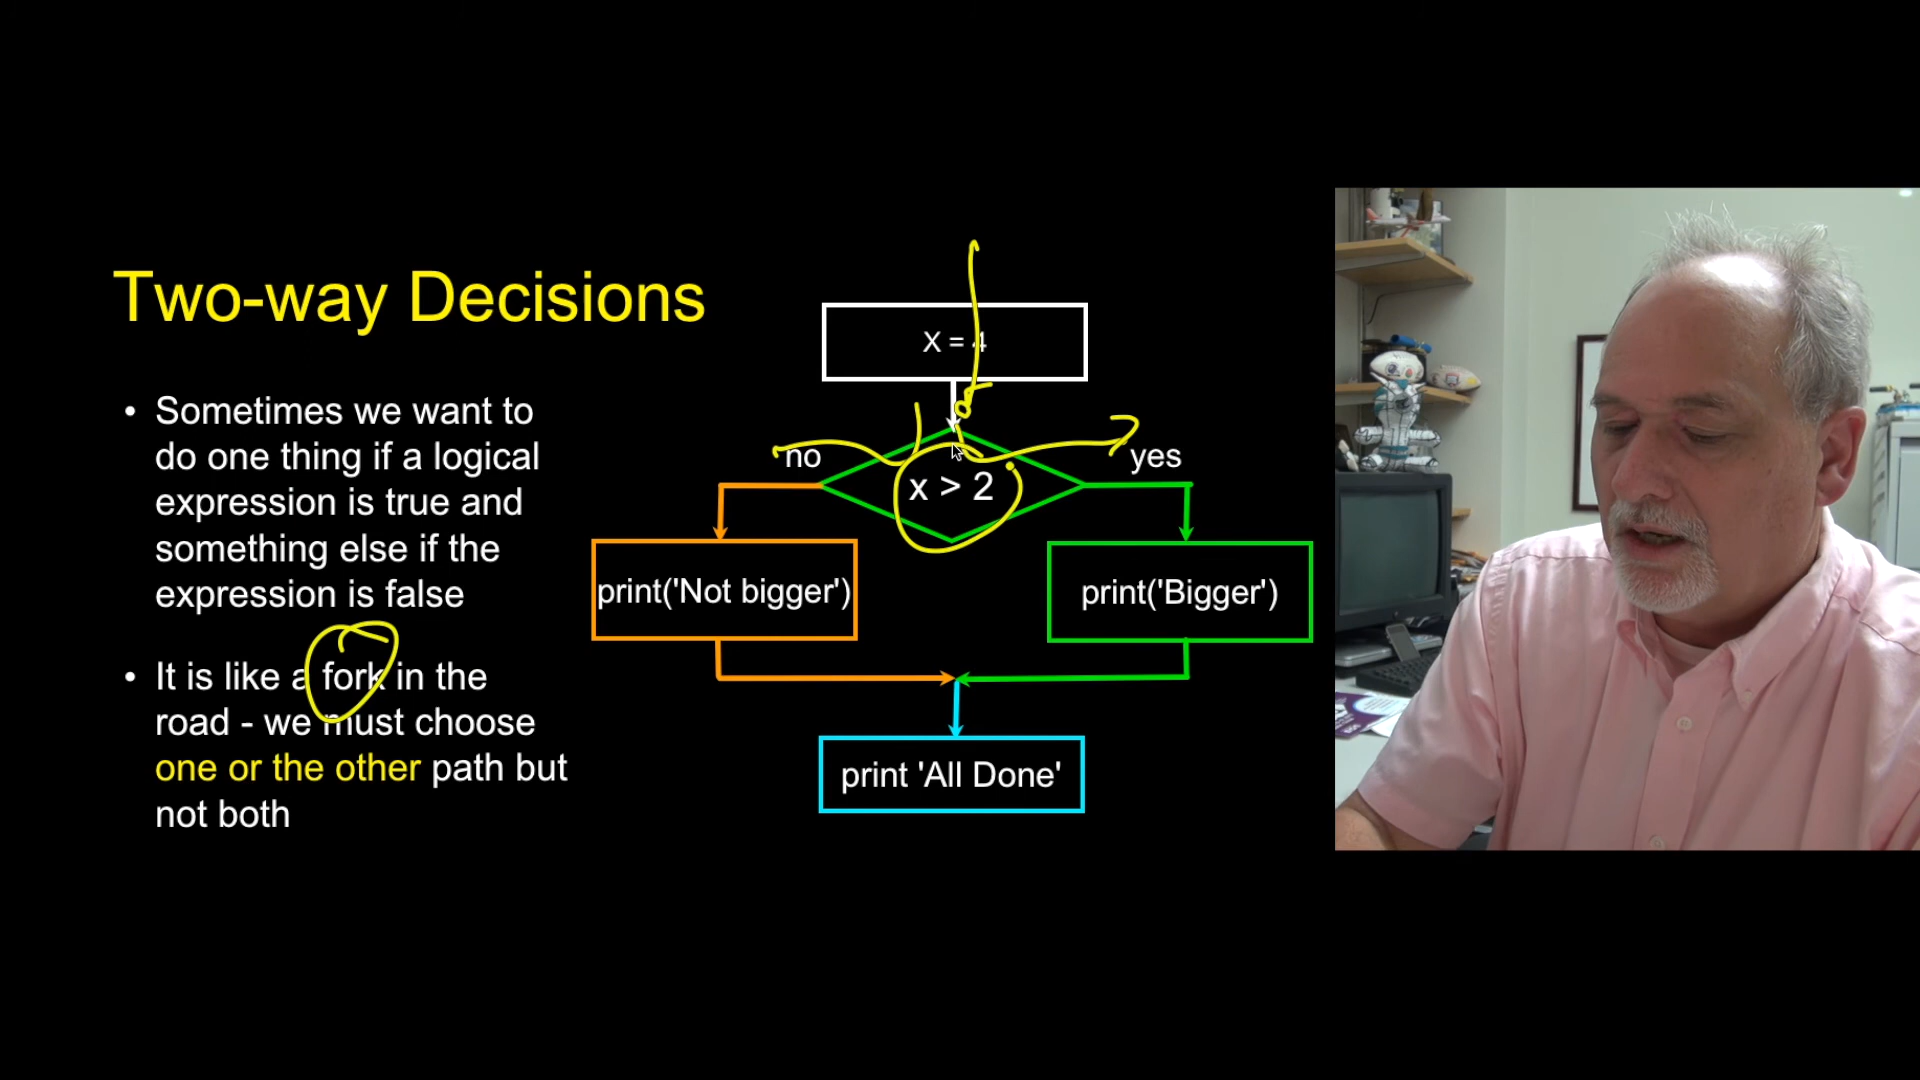 Two-way Decisions
• Sometimes we want to
do one thing if a logical
expression is true and
something else if the
expression is false
• It is like a fork in the
road - we must choose
one or the other path but
not both
X = 4
no
x > 2
yes
print('Not bigger')
print('Bigger')
print 'All Done'